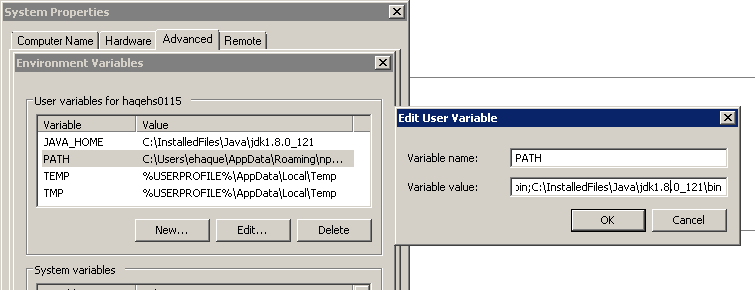 System Properties
Computer Name Hardware Advanced Remote
Environment Variables
User variables for haqehs0115
Variable Value
JAVA_HOME C:\InstalledFiles\Java\jdk1.8.0_121
PATH C:\Users\ehaque\AppData\Roaming\np...
TEMP %USERPROFILE%\AppData\Local\Temp
TMP %USERPROFILE%\AppData\Local\Temp
New... Edit... Delete
System variables
Edit User Variable
Variable name: PATH
Variable value: bin;C:\InstalledFiles\Java\jdk1.8.0_121\bin
OK Cancel